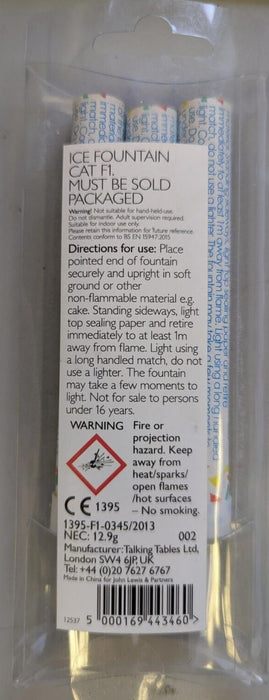 ICE FOUNTAIN
CAT F1.
MUST BE SOLD
PACKAGED
Warning! Not suitable for hand-held-use.
Do not dismantle. Adult supervision required.
Suitable for indoor use only.
Please retain this information for future reference.
Contents conform to BS EN 15947:2015
Directions for use: Place
pointed end of fountain
securely and upright in soft
ground or other
non-flammable material e.g.
cake. Standing sideways, light
top sealing paper and retire
immediately to at least 1m
away from flame. Light using
a long handled match, do not
use a lighter. The fountain
may take a few moments to
light. Not for sale to persons
under 16 years.
WARNING
Fire or
projection
hazard. Keep
away from
heat/sparks/
open flames
/hot surfaces
– No smoking.
CE 1395
1395-F1-0345/2013
NEC: 12.9g 002
Manufacturer: Talking Tables Ltd,
London SW4 6JP, UK
Tel: +44 (0)20 7627 6767
Made in China for John Lewis & Partners
12537
5 000169 443460